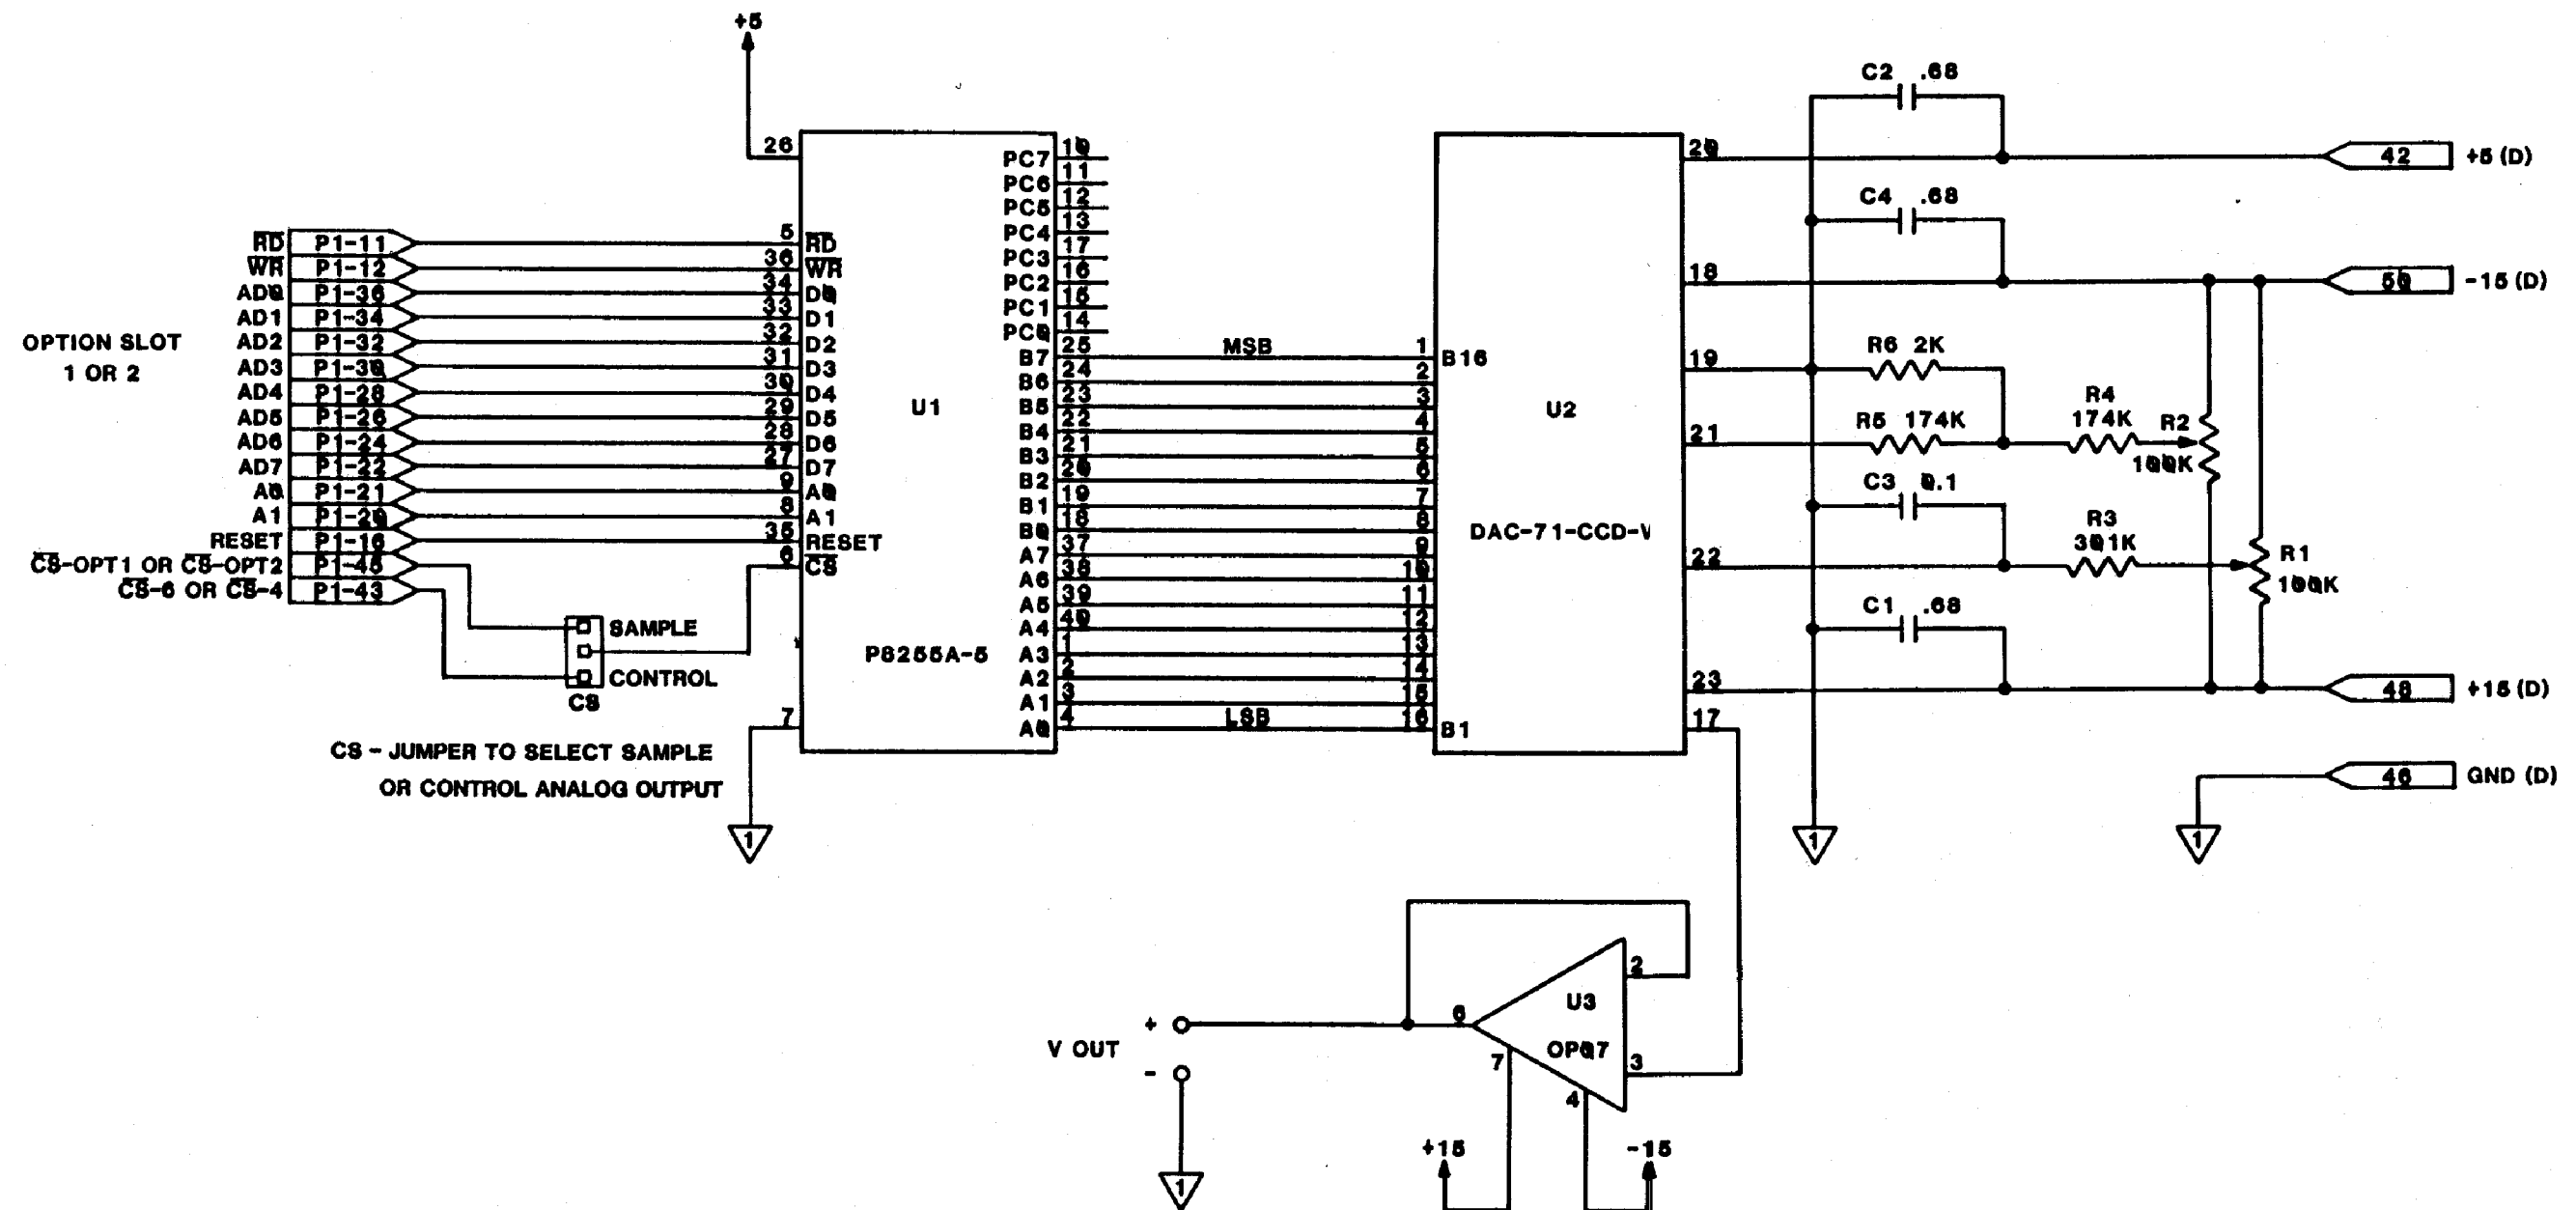 +5
C2 .68
26
PC7 10
20
42 +5 (D)
PC6 11
PC5 12
C4 .68
PC4 13
RD P1-11 5 RD
PC3 17
WR P1-12 36 WR
PC2 16
18
50 -15 (D)
AD0 P1-36 34 D0
PC1 15
AD1 P1-34 33 D1
PC0 14
OPTION SLOT
1 OR 2
AD2 P1-32 32 D2
B7 25 MSB 1 B16
19
R6 2K
AD3 P1-30 31 D3
B6 24 2
AD4 P1-28 30 D4
B5 23 3
U1
U2
R4
174K
R2
100K
AD5 P1-26 29 D5
B4 22 4
21
R5 174K
AD6 P1-24 28 D6
B3 21 5
AD7 P1-22 27 D7
B2 20 6
A0 P1-21 9 A0
B1 19 7
C3 0.1
A1 P1-20 8 A1
B0 18 8
DAC-71-CCD-V
R3
301K
RESET P1-16 35 RESET
A7 37 9
22
R1
100K
CS-OPT1 OR CS-OPT2 P1-45 6 CS
A6 38 10
CS-6 OR CS-4 P1-43
A5 39 11
C1 .68
SAMPLE
A4 40 12
P8255A-5
A3 1 13
CONTROL
A2 2 14
CS
A1 3 15
23
48 +15 (D)
7
A0 4 LSB 16 B1
17
CS - JUMPER TO SELECT SAMPLE
OR CONTROL ANALOG OUTPUT
46 GND (D)
1
1
1
2
U3
+ 6
V OUT
OP07
-
7
3
4
+15
-15
1